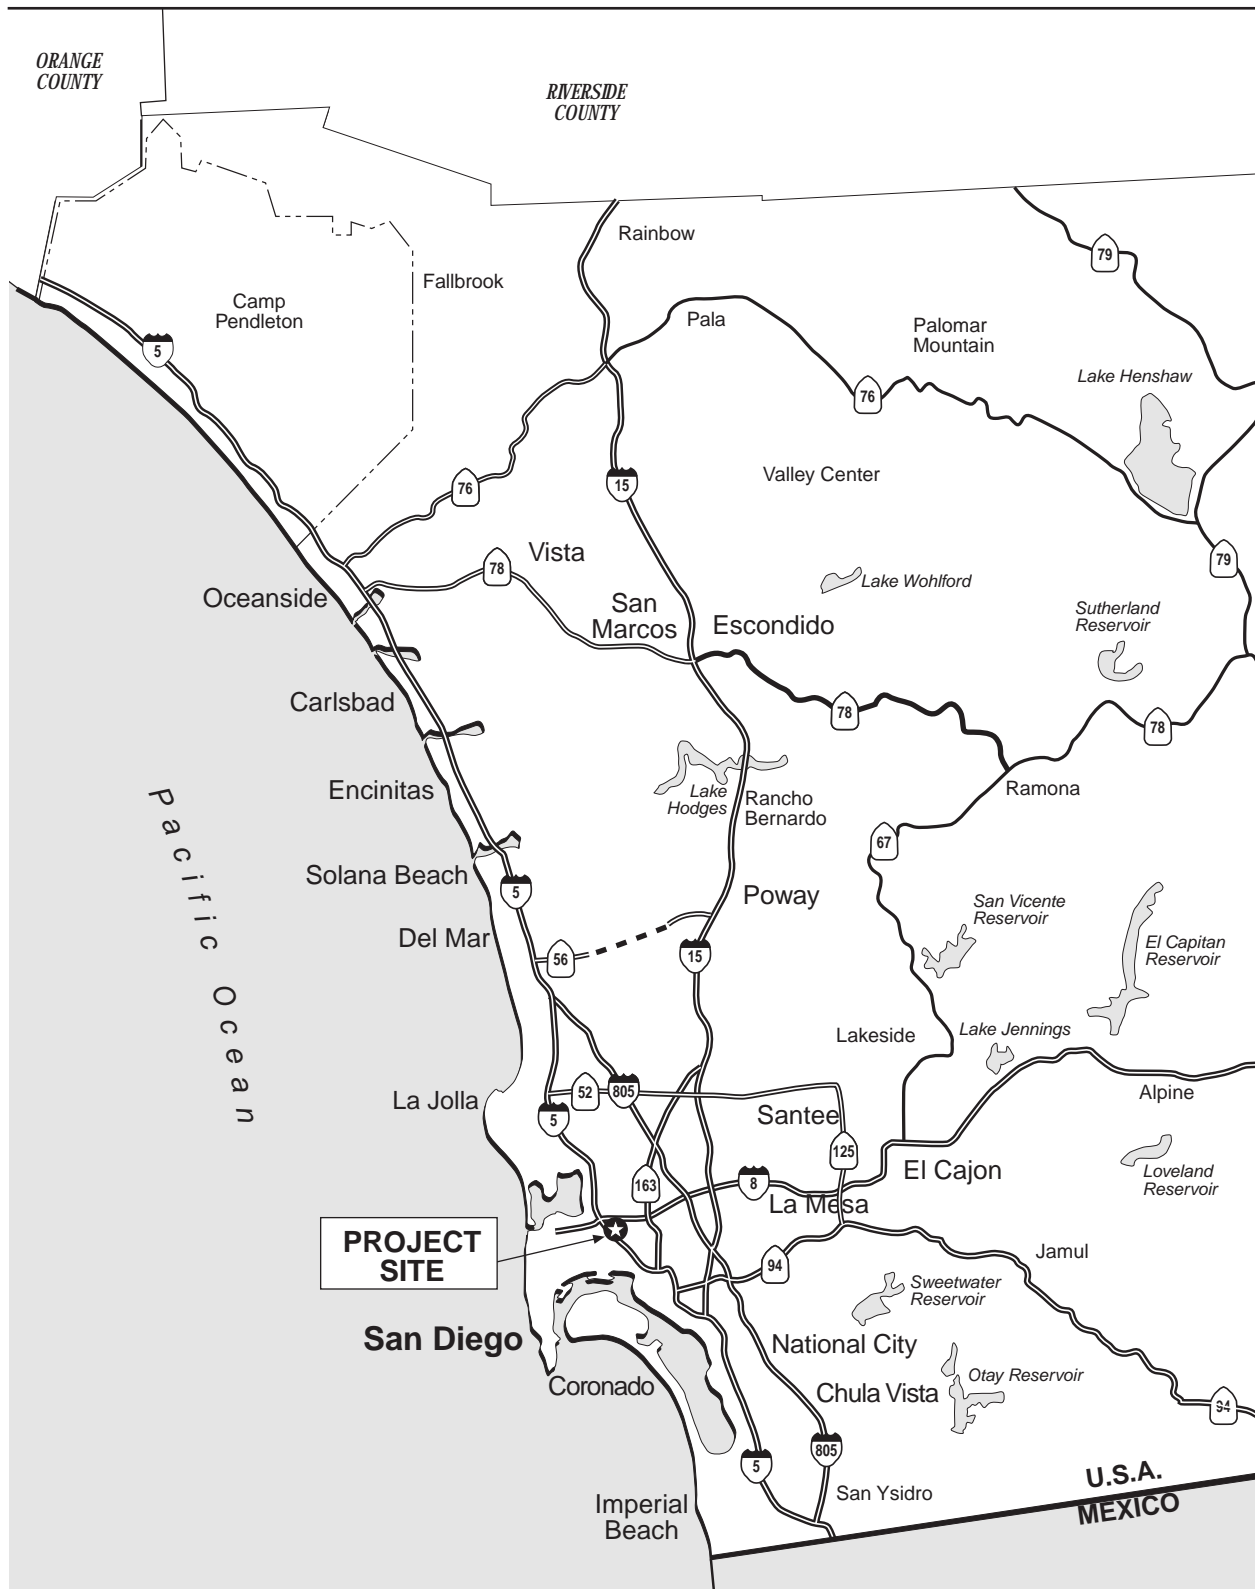 ORANGE
COUNTY
RIVERSIDE
COUNTY
Rainbow
79
Fallbrook
Camp
Pendleton
Pala
Palomar
Mountain
5
Lake Henshaw
76
Valley Center
76
15
Vista
78
79
Lake Wohlford
Oceanside
San
Marcos
Escondido
Sutherland
Reservoir
Carlsbad
78
78
Encinitas
Lake
Hodges
Rancho
Bernardo
Ramona
Pacific Ocean
67
Solana Beach
5
Poway
San Vicente
Reservoir
Del Mar
56
15
El Capitan
Reservoir
Lakeside
Lake Jennings
La Jolla
52
805
5
Santee
Alpine
125
El Cajon
Loveland
Reservoir
163
8
La Mesa
PROJECT
SITE
94
Jamul
Sweetwater
Reservoir
San Diego
National City
Coronado
Chula Vista
Otay Reservoir
94
805
5
San Ysidro
U.S.A.
MEXICO
Imperial
Beach